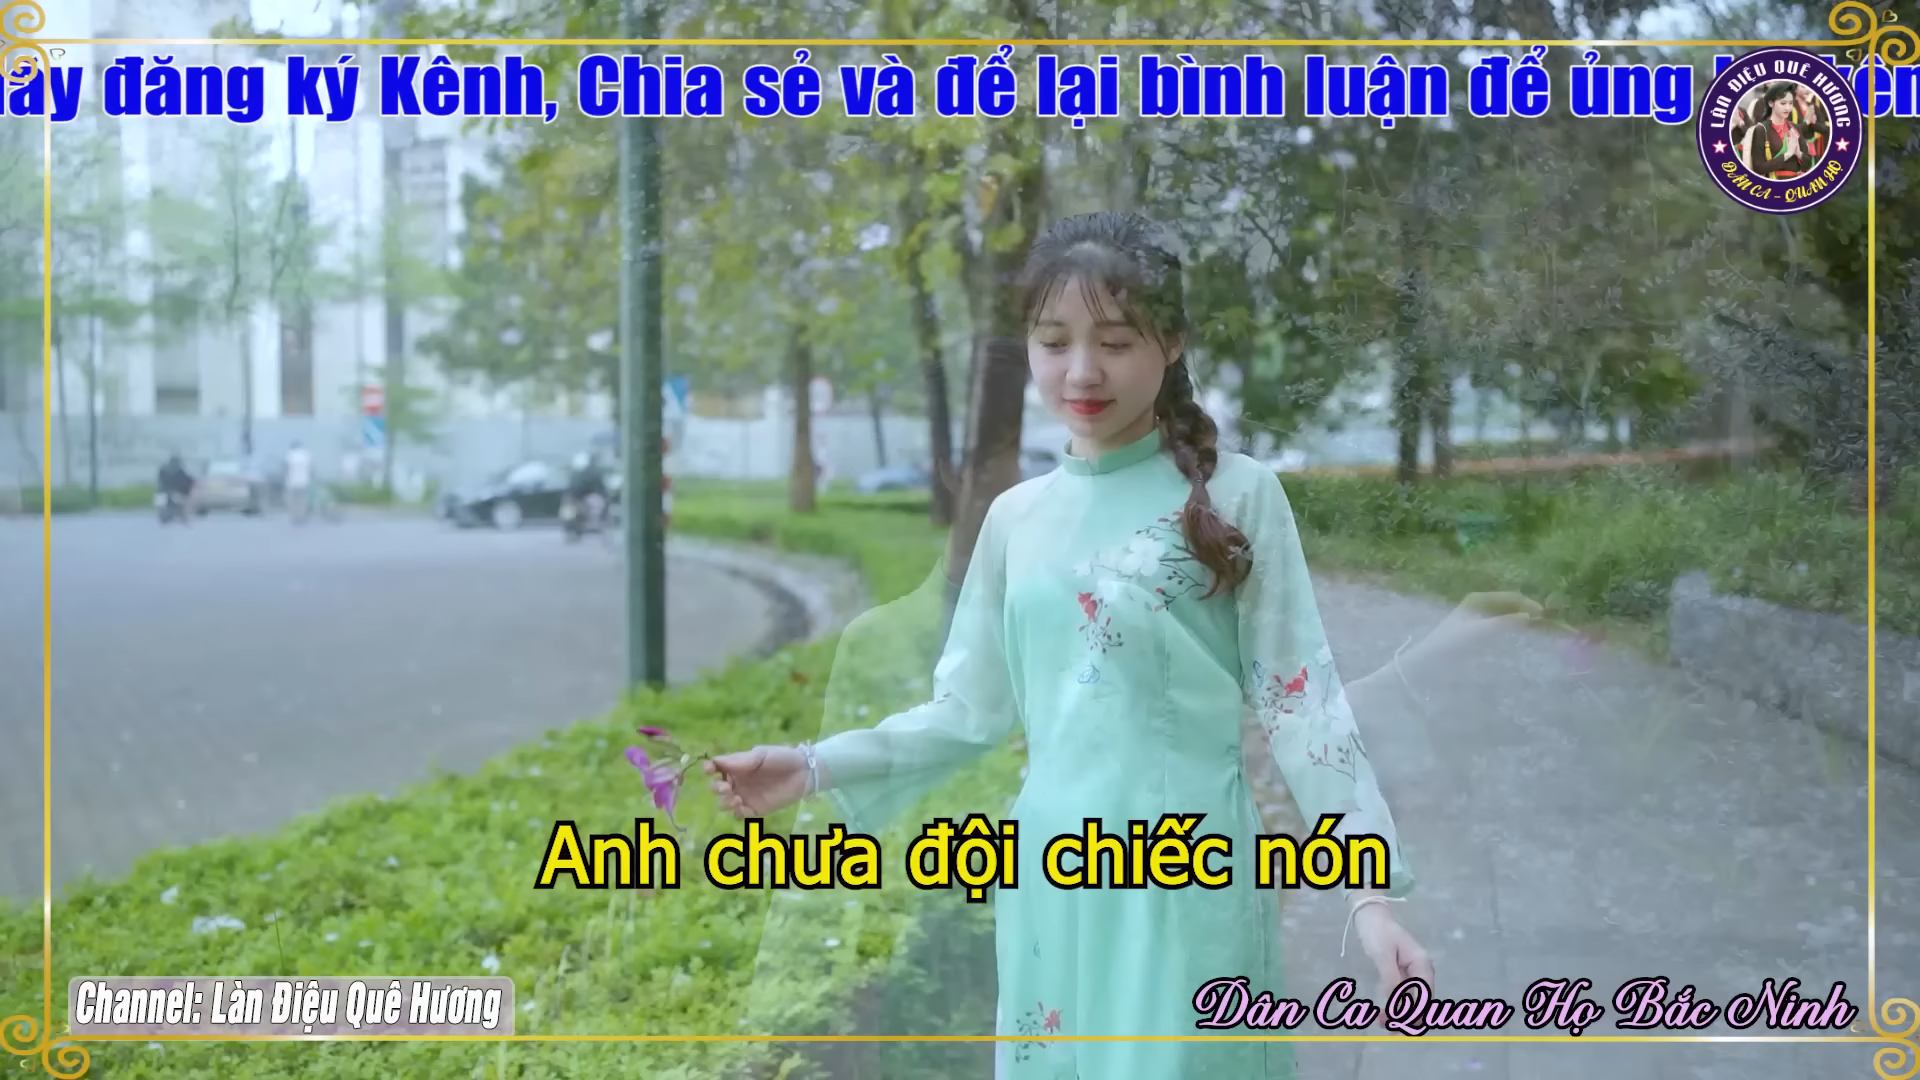 đăng ký Kênh, Chia sẻ và để lại bình luận để ủng
LÀN ĐIỆU QUÊ HƯƠNG
DÂN CA - QUAN HỌ
Anh chưa đội chiếc nón
Channel: Làn Điệu Quê Hương
Dân Ca Quan Họ Bắc Ninh